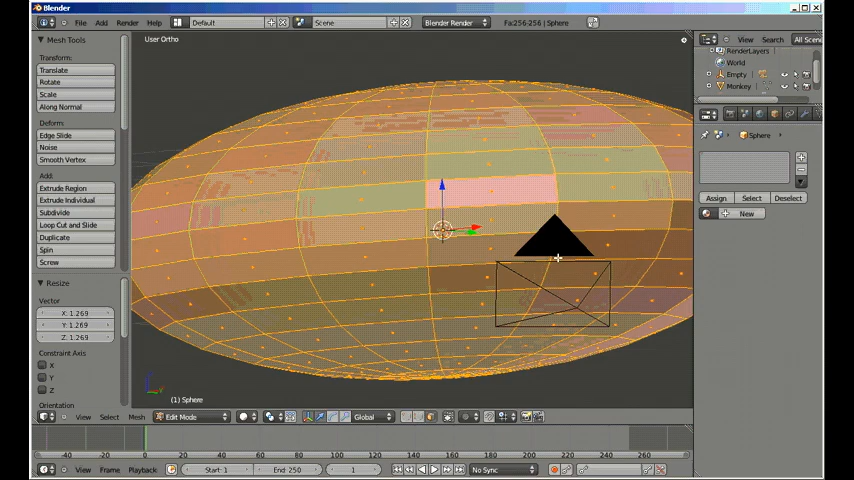 Blender
File Add Render Help Default Scene Blender Render Fa:256-256 | Sphere
Mesh Tools
User Ortho
View Search All Scen
RenderLayers
World
Empty
Monkey
Transform:
Translate
Rotate
Scale
Along Normal
Deform:
Edge Slide
Noise
Smooth Vertex
Add:
Extrude Region
Extrude Individual
Subdivide
Loop Cut and Slide
Duplicate
Spin
Screw
Sphere
Assign Select Deselect
New
Resize
Vector
X: 1.269
Y: 1.269
Z: 1.269
Constraint Axis
X
Y
Z
Orientation
(1) Sphere
View Select Mesh Edit Mode Global
-40 -20 0 20 40 60 80 100 120 140 160 180 200 220 240 260
View Frame Playback Start: 1 End: 250 1 No Sync